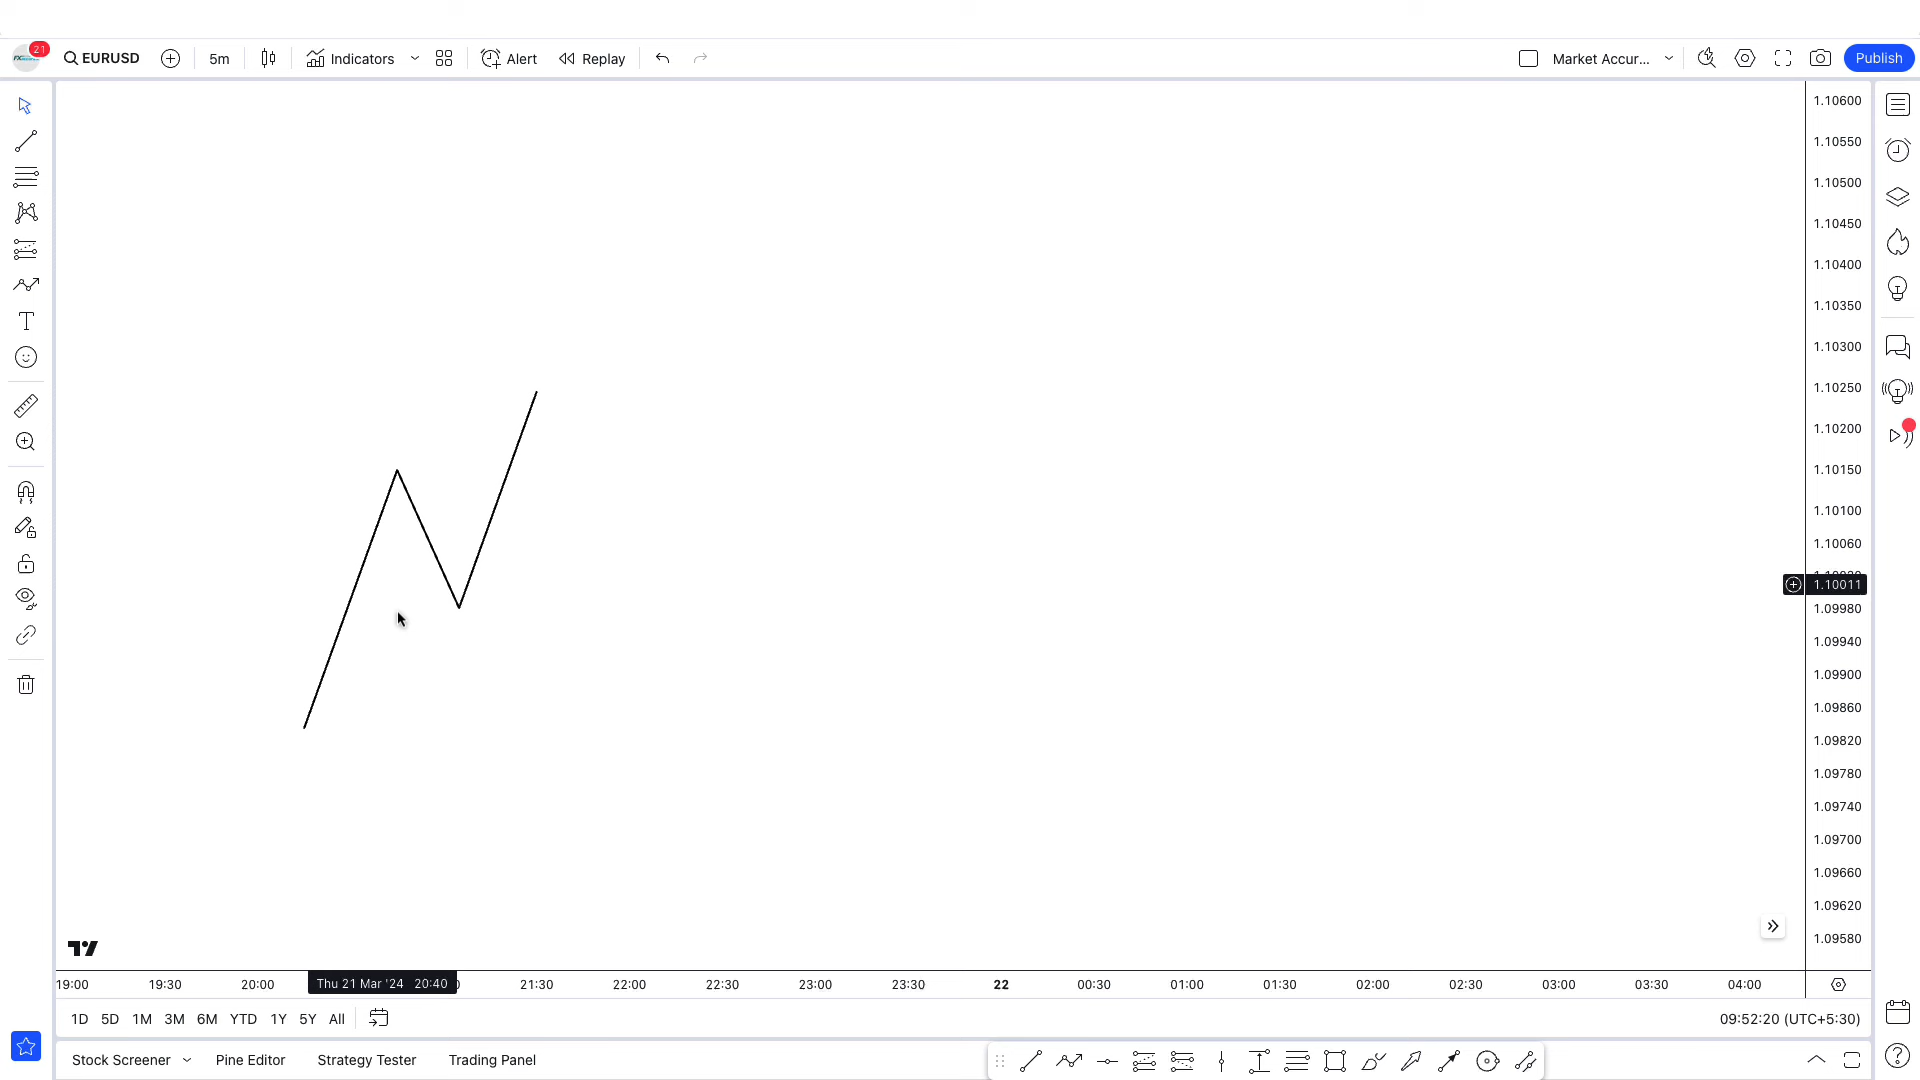 21
EURUSD
5m
Indicators
Alert
Replay
Market Accur...
Publish
1.10600
1.10550
1.10500
1.10450
1.10400
1.10350
1.10300
1.10250
1.10200
1.10150
1.10100
1.10060
1.10011
1.09980
1.09940
1.09900
1.09860
1.09820
1.09780
1.09740
1.09700
1.09660
1.09620
1.09580
19:00 19:30 20:00 Thu 21 Mar '24 20:40 21:30 22:00 22:30 23:00 23:30 22 00:30 01:00 01:30 02:00 02:30 03:00 03:30 04:00
1D 5D 1M 3M 6M YTD 1Y 5Y All
09:52:20 (UTC+5:30)
Stock Screener Pine Editor Strategy Tester Trading Panel